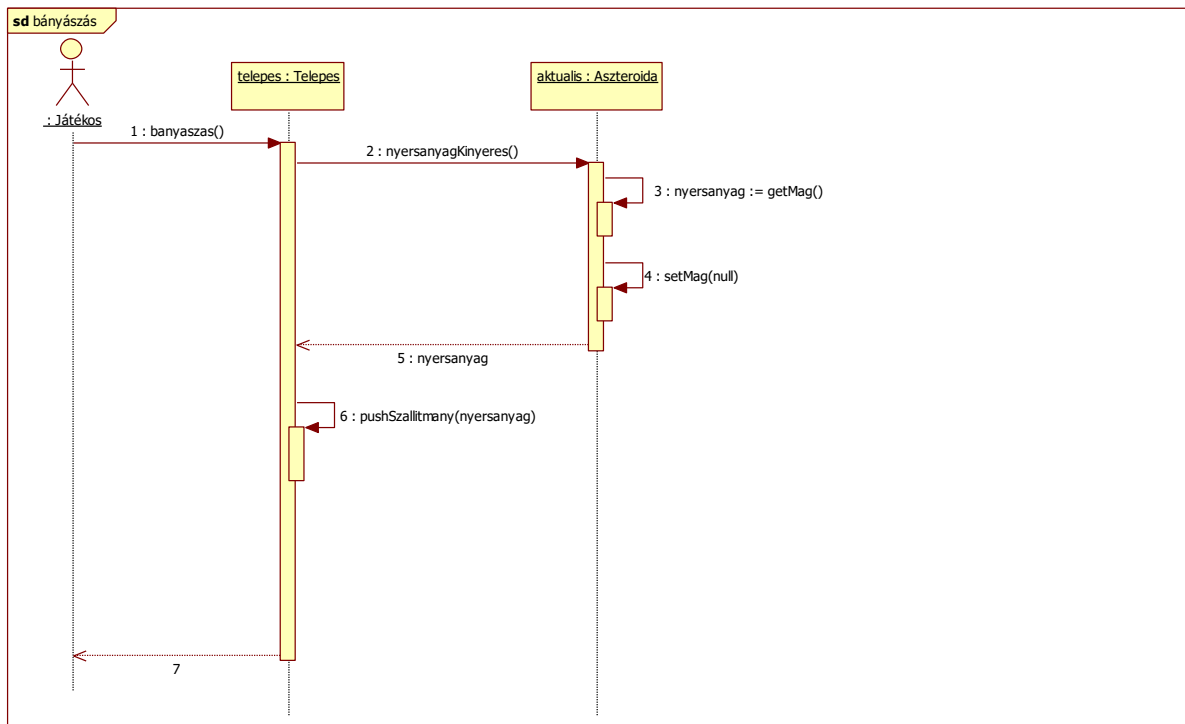 sd bányászás
: Játékos
telepes : Telepes
aktualis : Aszteroida
1 : banyaszas()
2 : nyersanyagKinyeres()
3 : nyersanyag := getMag()
4 : setMag(null)
5 : nyersanyag
6 : pushSzallitmany(nyersanyag)
7